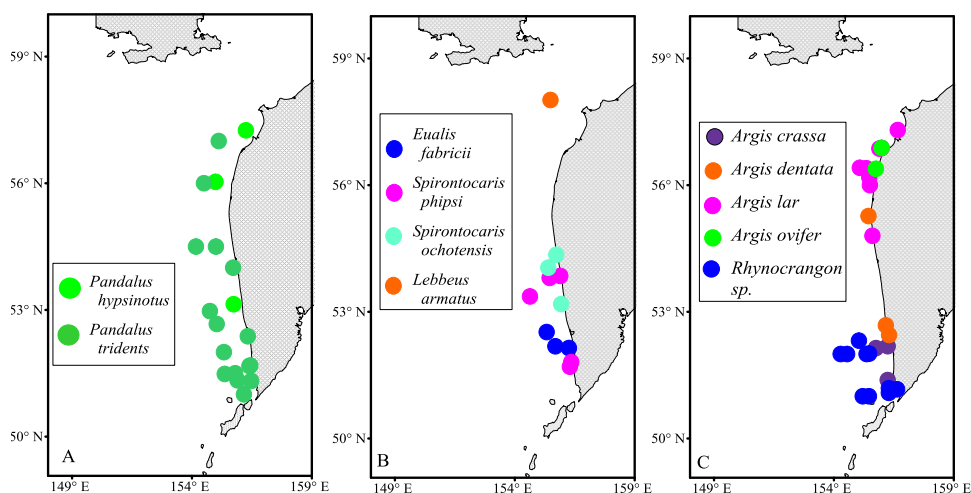 59° N
56° N
53° N
50° N
Pandalus
hypsinotus
Pandalus
tridents
A
149° E
154° E
159° E
59° N
56° N
53° N
50° N
Eualis
fabricii
Spirontocaris
phipsi
Spirontocaris
ochotensis
Lebbeus
armatus
B
149° E
154° E
159° E
59° N
56° N
53° N
50° N
Argis crassa
Argis dentata
Argis lar
Argis ovifer
Rhynocrangon
sp.
C
149° E
154° E
159° E